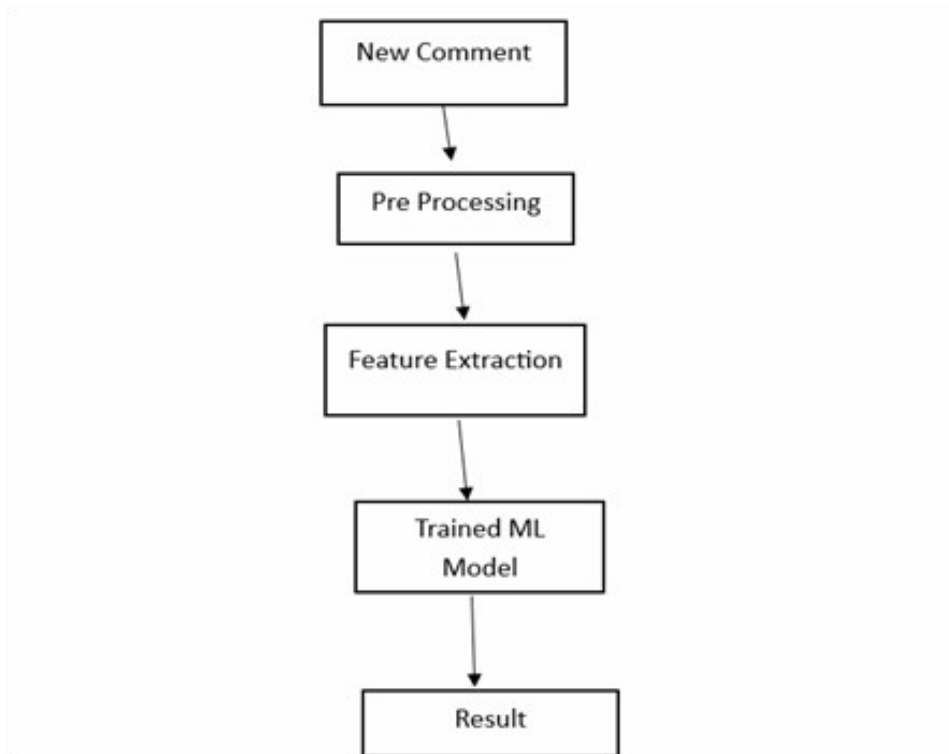 New Comment
Pre Processing
Feature Extraction
Trained ML
Model
Result